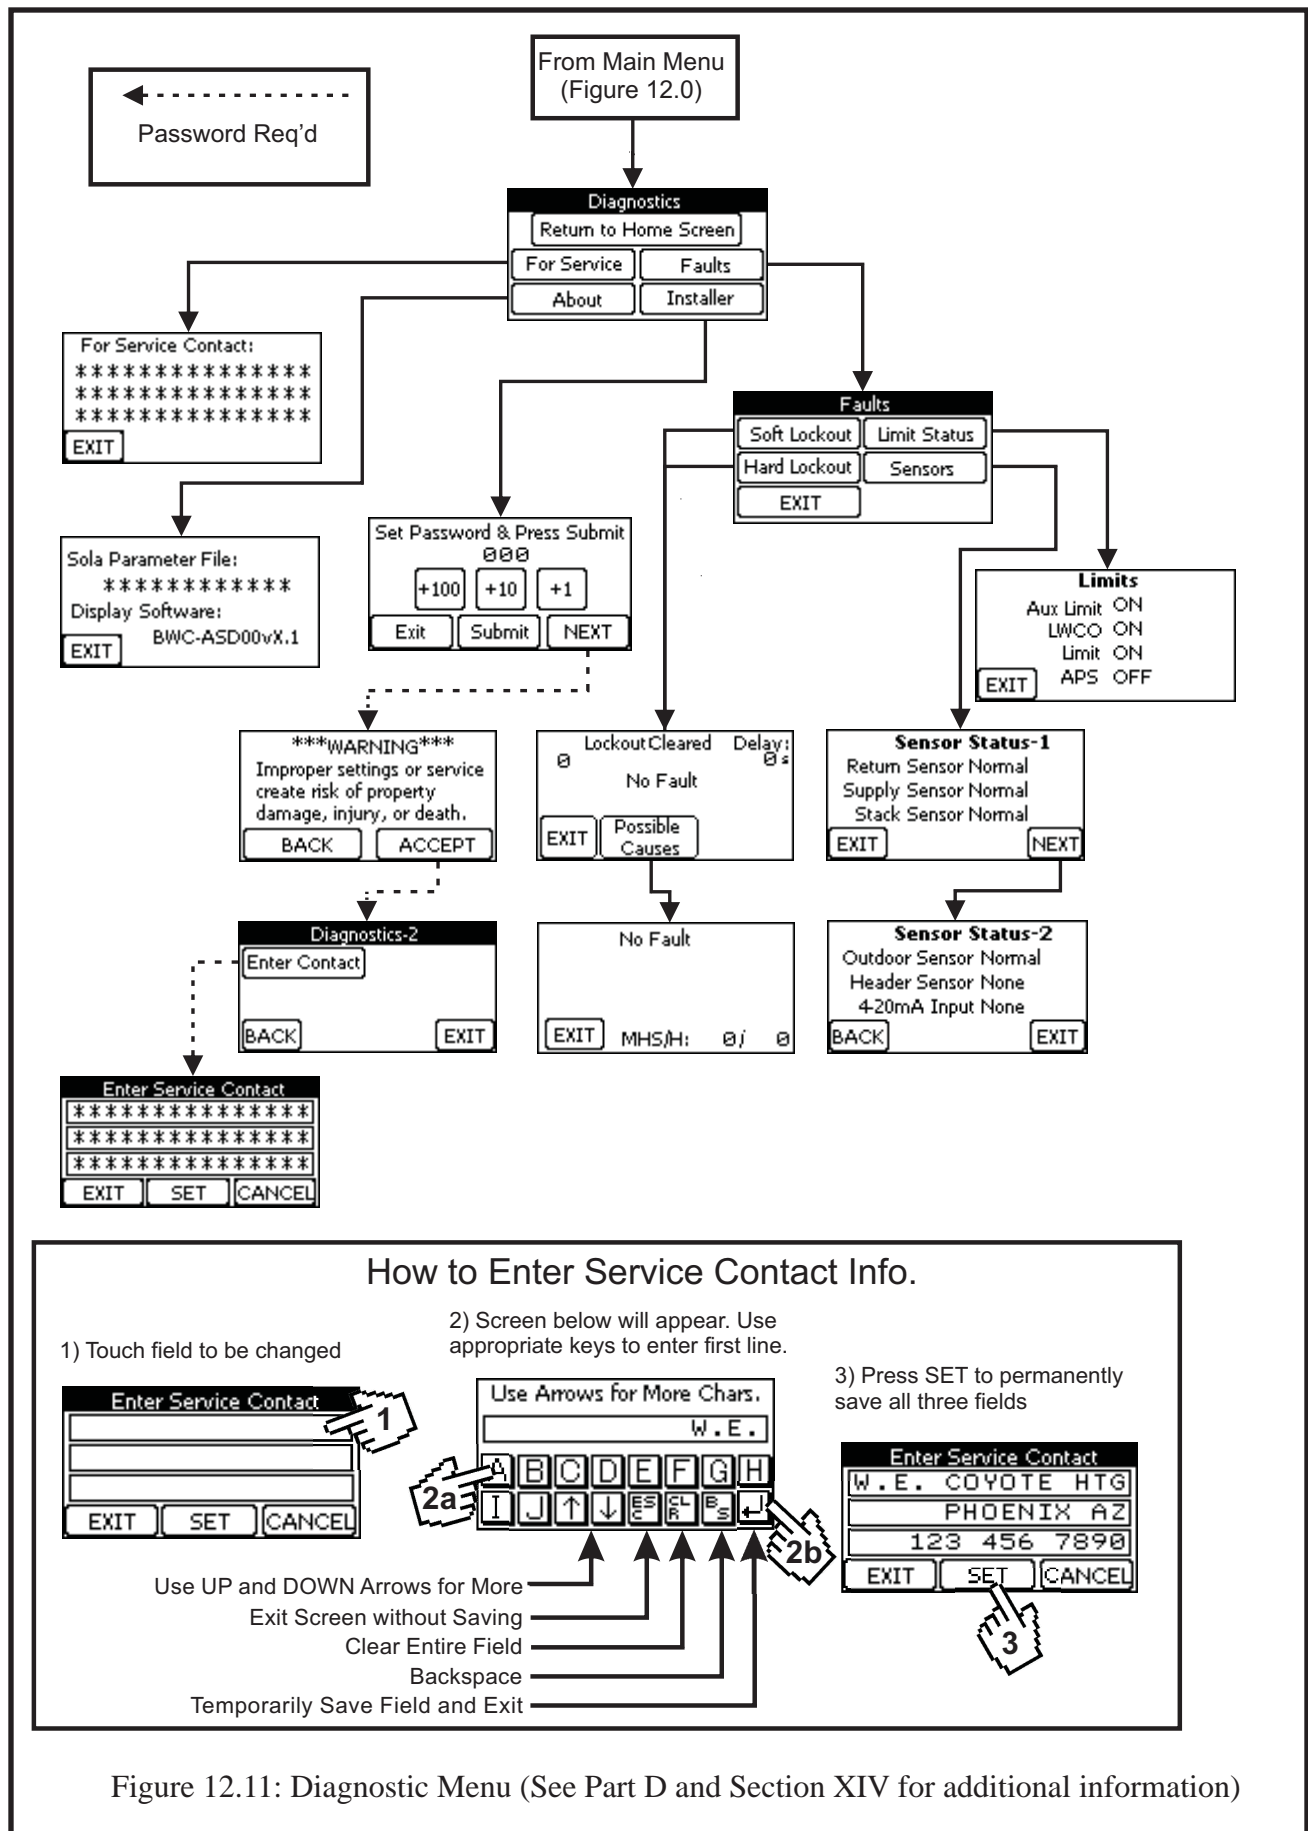 From Main Menu
(Figure 12.0)
Password Req’d
Diagnostics
Return to Home Screen
For Service
Faults
About
Installer
For Service Contact:
***************
***************
***************
EXIT
Faults
Soft Lockout
Limit Status
Hard Lockout
Sensors
EXIT
Sola Parameter File:
************
Display Software:
BWC-ASD00vX.1
EXIT
Set Password & Press Submit
000
+100
+10
+1
Exit
Submit
NEXT
Limits
Aux Limit ON
LWCO ON
Limit ON
APS OFF
EXIT
***WARNING***
Improper settings or service
create risk of property
damage, injury, or death.
BACK
ACCEPT
Lockout Cleared Delay:
0 0s
No Fault
EXIT
Possible
Causes
Sensor Status-1
Return Sensor Normal
Supply Sensor Normal
Stack Sensor Normal
EXIT
NEXT
Diagnostics-2
Enter Contact
BACK
EXIT
No Fault
EXIT
MHS/H: 0/ 0
Sensor Status-2
Outdoor Sensor Normal
Header Sensor None
4-20mA Input None
BACK
EXIT
Enter Service Contact
***************
***************
***************
EXIT
SET
CANCEL
How to Enter Service Contact Info.
1) Touch field to be changed
Enter Service Contact
1
EXIT
SET
CANCEL
2) Screen below will appear. Use
appropriate keys to enter first line.
Use Arrows for More Chars.
W.E.
A B C D E F G H
I J ↑ ↓ ESC CLR BS ↵
2a
2b
Use UP and DOWN Arrows for More
Exit Screen without Saving
Clear Entire Field
Backspace
Temporarily Save Field and Exit
3) Press SET to permanently
save all three fields
Enter Service Contact
W.E. COYOTE HTG
PHOENIX AZ
123 456 7890
EXIT
SET
CANCEL
3
Figure 12.11: Diagnostic Menu (See Part D and Section XIV for additional information)